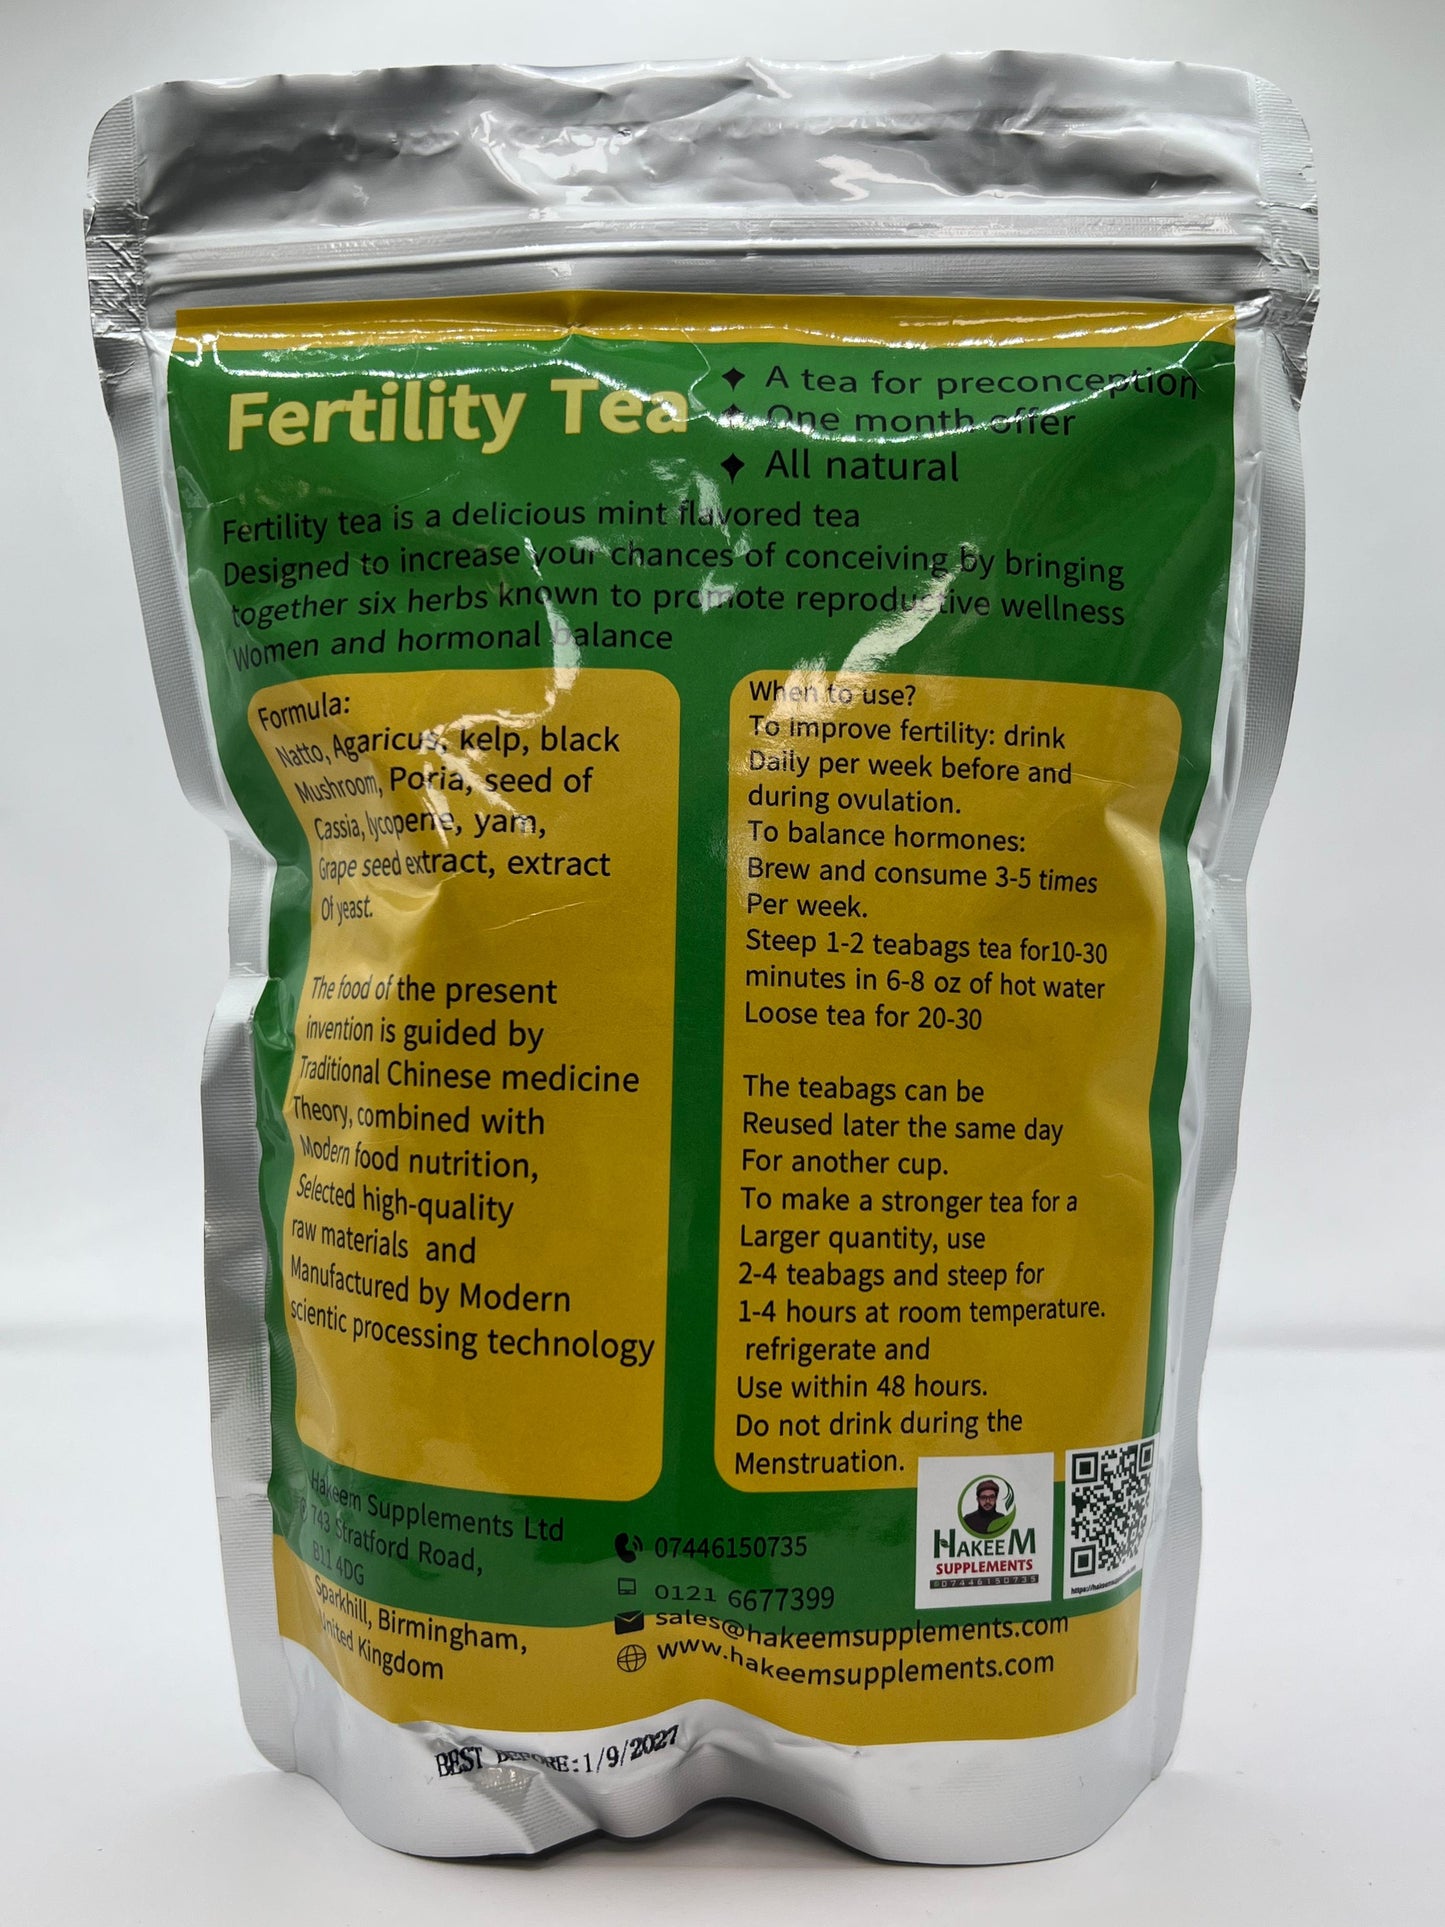 Fertility Tea
✦ A tea for preconception
✦ One month offer
✦ All natural
Fertility tea is a delicious mint flavored tea
Designed to increase your chances of conceiving by bringing
together six herbs known to promote reproductive wellness
Women and hormonal balance
Formula:
Natto, Agaricus, kelp, black
Mushroom, Poria, seed of
Cassia, lycopene, yam,
Grape seed extract, extract
Of yeast.
The food of the present
invention is guided by
Traditional Chinese medicine
Theory, combined with
Modern food nutrition,
Selected high-quality
raw materials and
Manufactured by Modern
scientic processing technology
When to use?
To improve fertility: drink
Daily per week before and
during ovulation.
To balance hormones:
Brew and consume 3-5 times
Per week.
Steep 1-2 teabags tea for10-30
minutes in 6-8 oz of hot water
Loose tea for 20-30
The teabags can be
Reused later the same day
For another cup.
To make a stronger tea for a
Larger quantity, use
2-4 teabags and steep for
1-4 hours at room temperature.
refrigerate and
Use within 48 hours.
Do not drink during the
Menstruation.
Hakeem Supplements Ltd
743 Stratford Road,
B11 4DG
Sparkhill, Birmingham,
United Kingdom
07446150735
0121 6677399
sales@hakeemsupplements.com
www.hakeemsupplements.com
HAKEEM
SUPPLEMENTS
07446150735
BEST BEFORE:1/9/2027